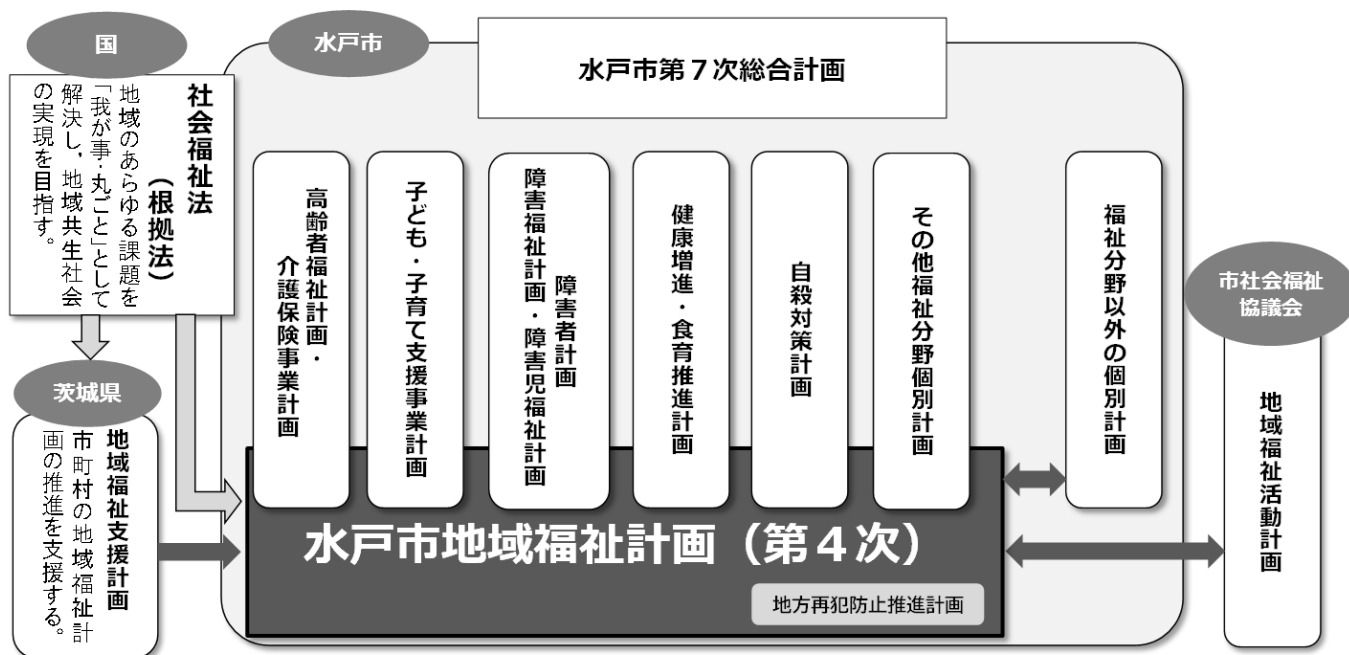 国
社会福祉法
（根拠法）
地域のあらゆる課題を
「我が事・丸ごと」として
解決し，地域共生社会
の実現を目指す。
茨城県
地域福祉支援計画
市町村の地域福祉計
画の推進を支援する。
水戸市
水戸市第７次総合計画
高齢者福祉計画・
介護保険事業計画
子ども・子育て支援事業計画
障害者計画
障害福祉計画・障害児福祉計画
健康増進・食育推進計画
自殺対策計画
その他福祉分野個別計画
福祉分野以外の個別計画
水戸市地域福祉計画（第４次）
地方再犯防止推進計画
市社会福祉
協議会
地域福祉活動計画